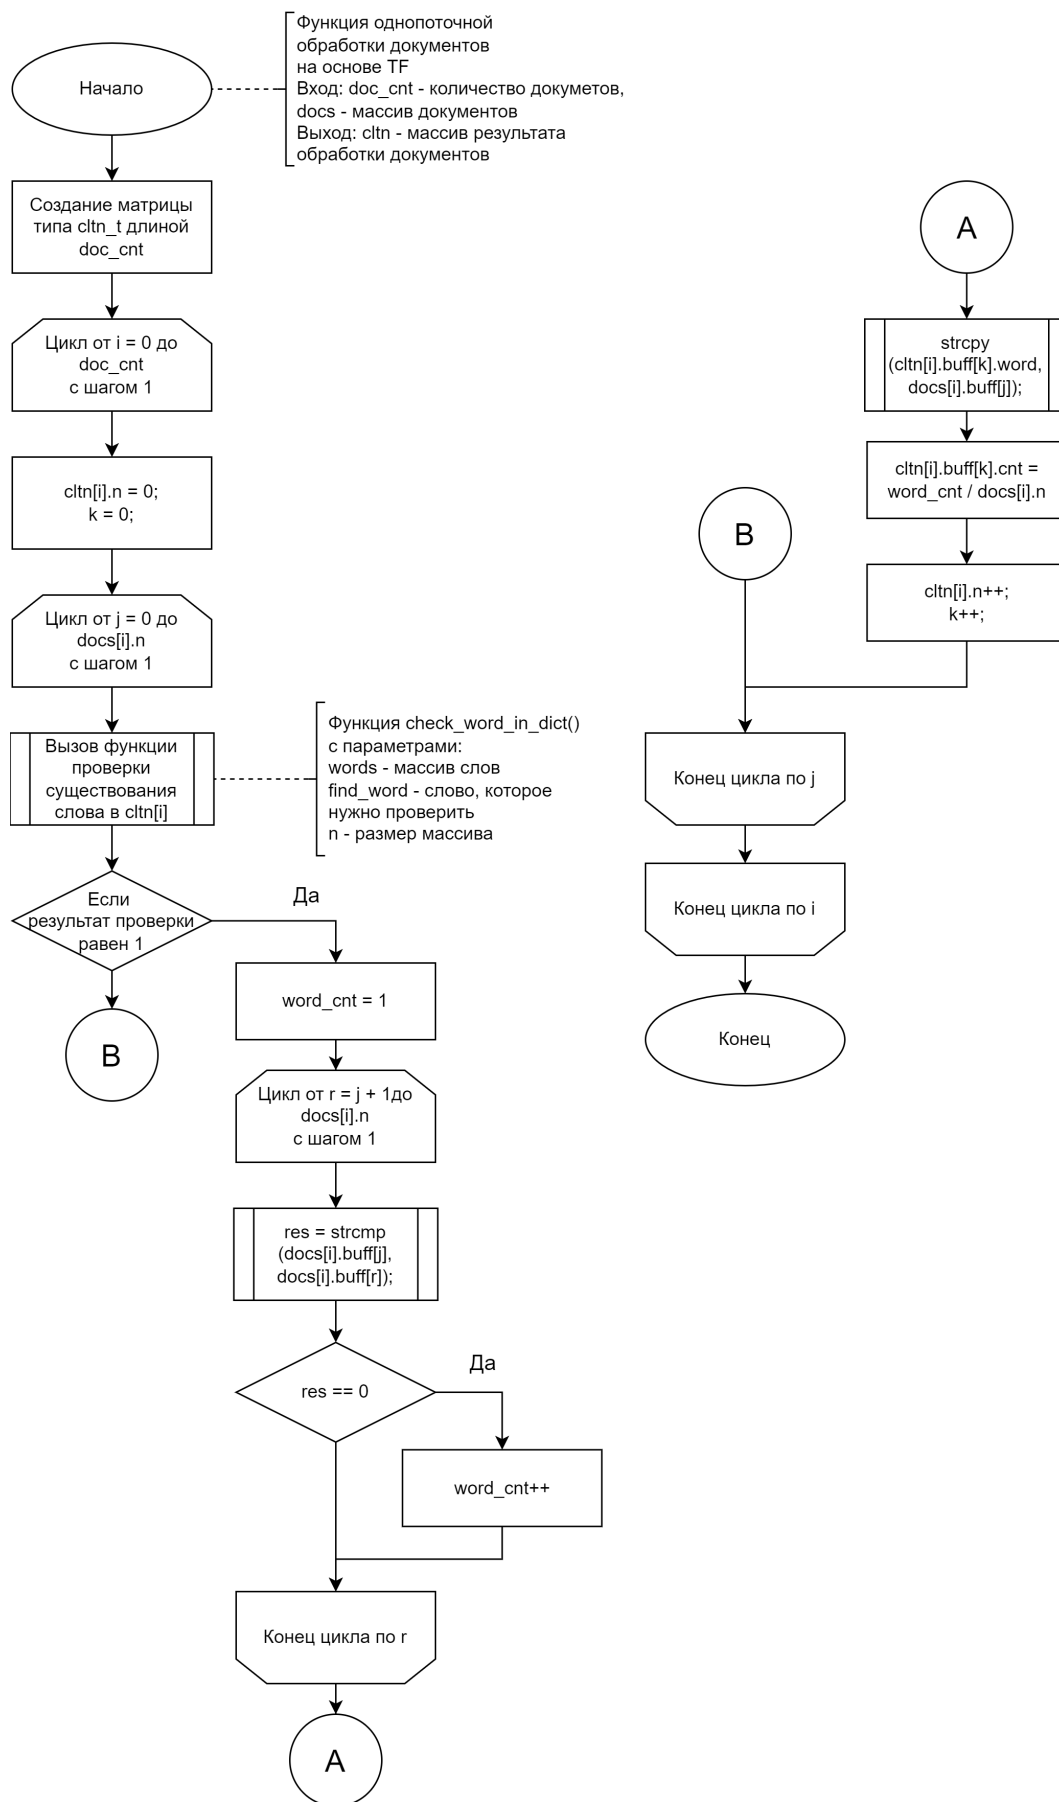 Начало
Функция однопоточной
обработки документов
на основе TF
Вход: doc_cnt - количество докуметов,
docs - массив документов
Выход: cltn - массив результата
обработки документов
Создание матрицы
типа cltn_t длиной
doc_cnt
Цикл от i = 0 до
doc_cnt
с шагом 1
cltn[i].n = 0;
k = 0;
Цикл от j = 0 до
docs[i].n
с шагом 1
Вызов функции
проверки
существования
слова в cltn[i]
Функция check_word_in_dict()
с параметрами:
words - массив слов
find_word - слово, которое
нужно проверить
n - размер массива
Если
результат проверки
равен 1
Да
B
word_cnt = 1
Цикл от r = j + 1до
docs[i].n
с шагом 1
res = strcmp
(docs[i].buff[j],
docs[i].buff[r]);
res == 0
Да
word_cnt++
Конец цикла по r
A
A
strcpy
(cltn[i].buff[k].word,
docs[i].buff[j]);
cltn[i].buff[k].cnt =
word_cnt / docs[i].n
cltn[i].n++;
k++;
B
Конец цикла по j
Конец цикла по i
Конец